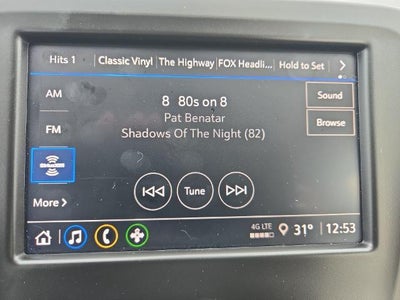 Hits 1 Classic Vinyl The Highway FOX Headli... Hold to Set
AM
8 80s on 8
Sound
Pat Benatar
Shadows Of The Night (82)
FM
Browse
More
Tune
4G LTE
31° 12:53